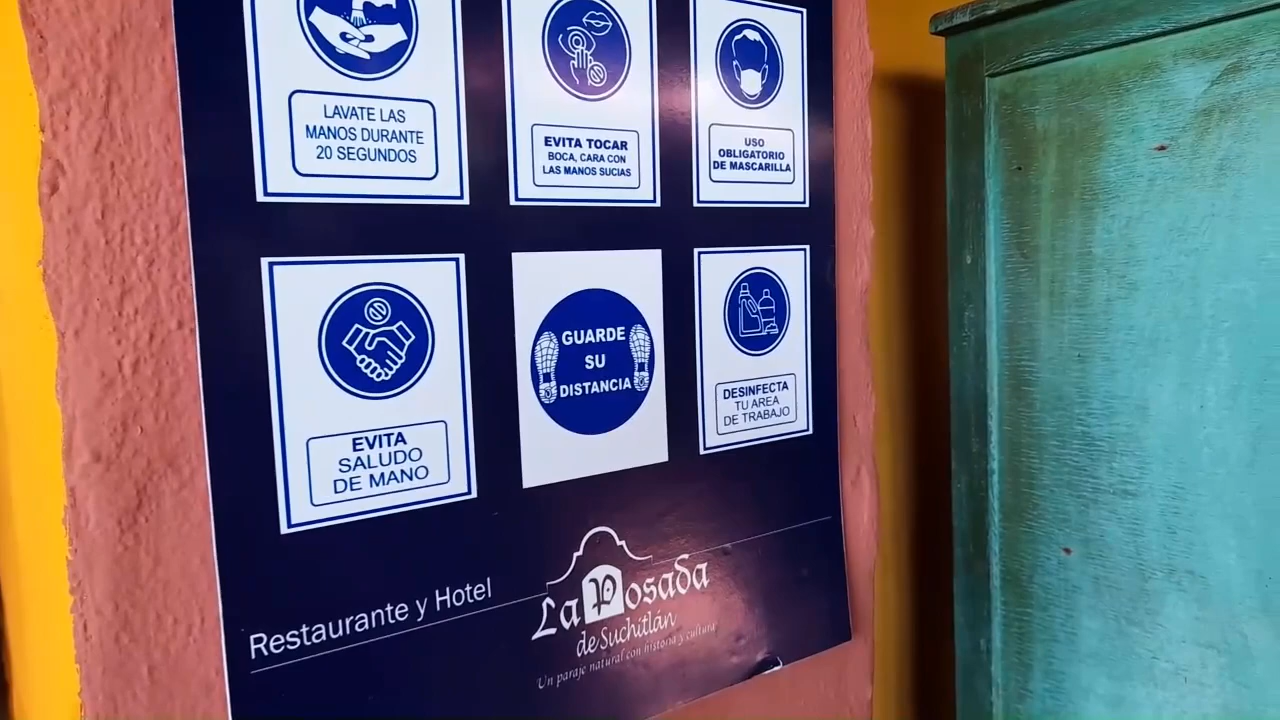 LAVATE LAS
MANOS DURANTE
20 SEGUNDOS
EVITA TOCAR
BOCA, CARA CON
LAS MANOS SUCIAS
USO
OBLIGATORIO
DE MASCARILLA
EVITA
SALUDO
DE MANO
GUARDE
SU
DISTANCIA
DESINFECTA
TU AREA
DE TRABAJO
Restaurante y Hotel
La Posada
de Suchitlán
Un paraje natural con historia y cultura